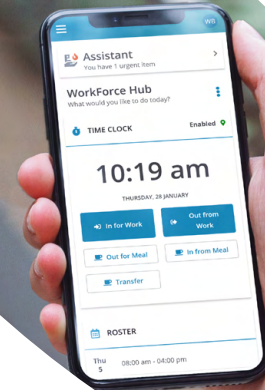 WB
Assistant
You have 1 urgent item
WorkForce Hub
What would you like to do today?
TIME CLOCK
Enabled
10:19 am
THURSDAY, 28 JANUARY
In for Work
Out from Work
Out for Meal
In from Meal
Transfer
ROSTER
Thu
5
08:00 am - 04:00 pm